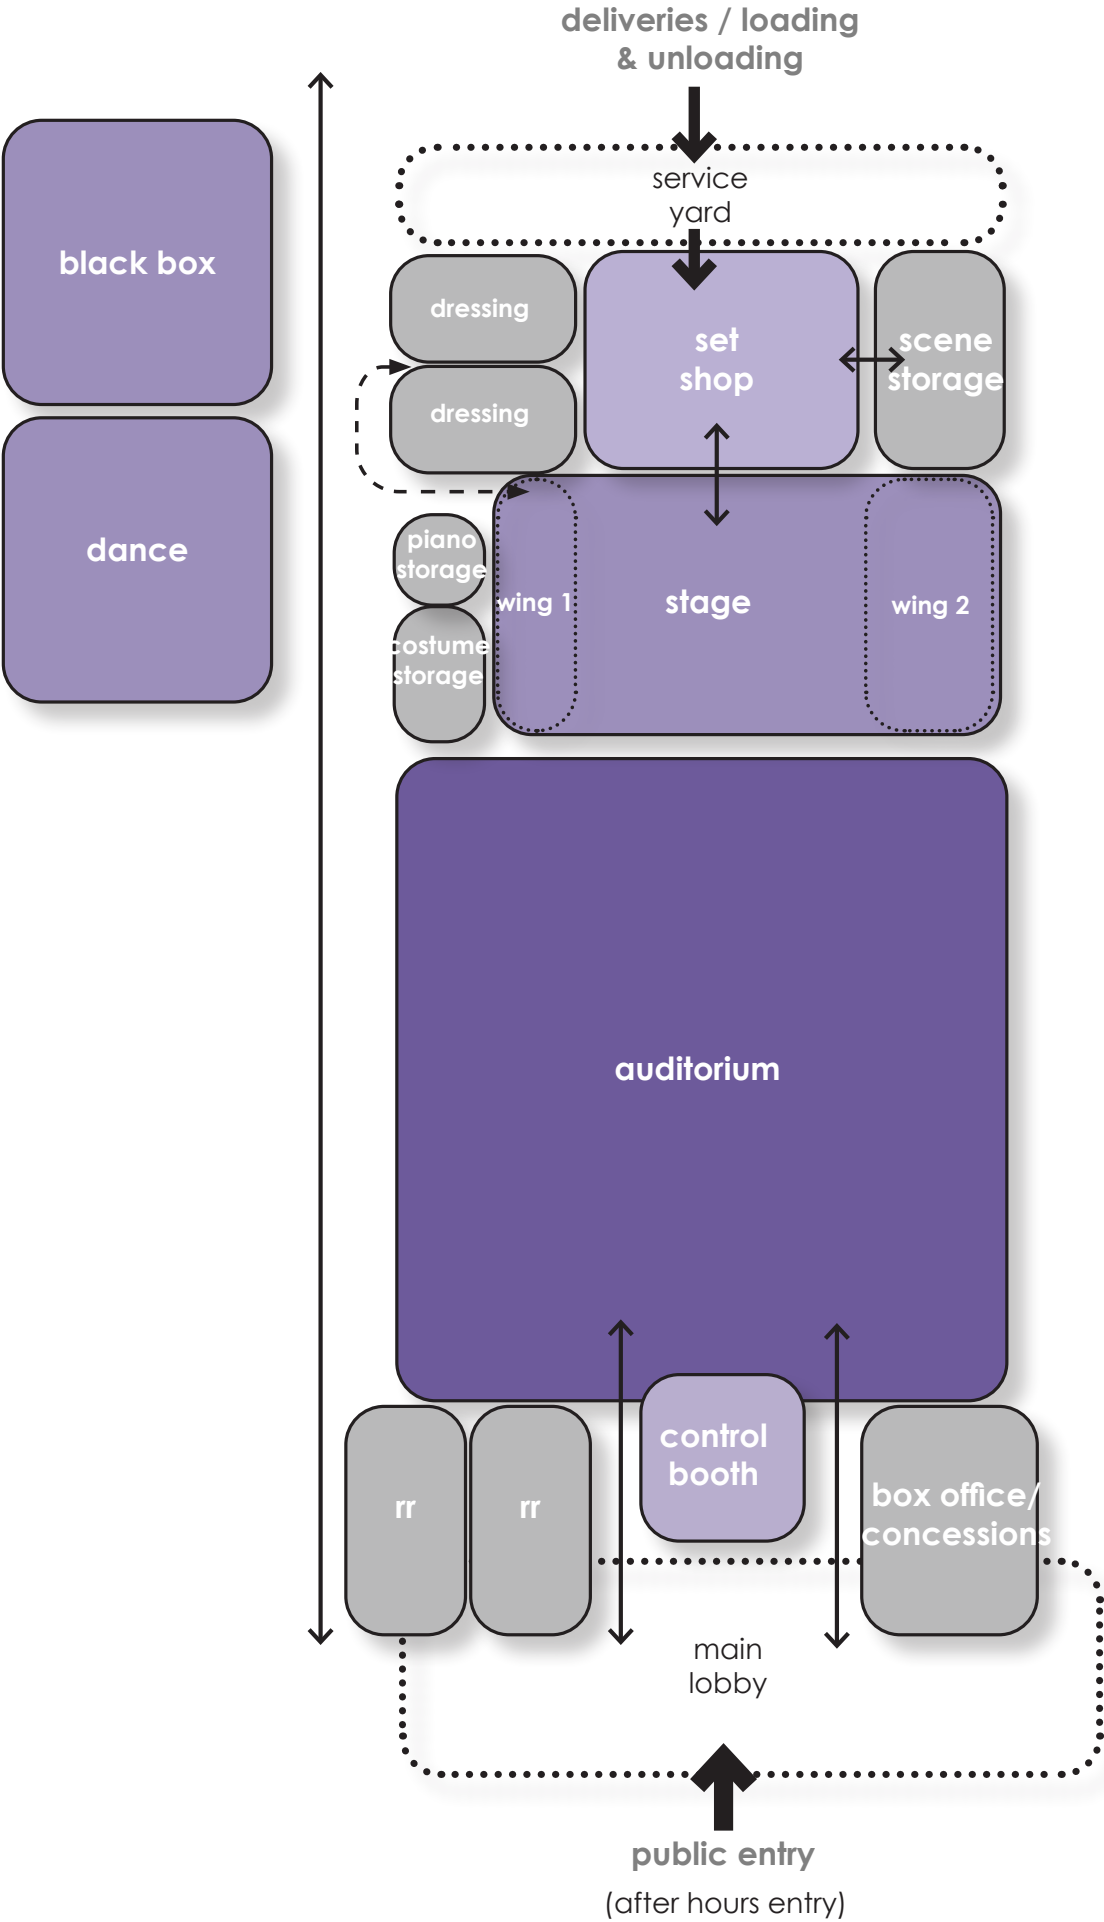 deliveries / loading
& unloading
service
yard
black box
dressing
set
shop
scene
storage
dressing
dance
piano
storage
wing 1
stage
wing 2
costume
storage
auditorium
control
booth
rr
rr
box office/
concessions
main
lobby
public entry
(after hours entry)